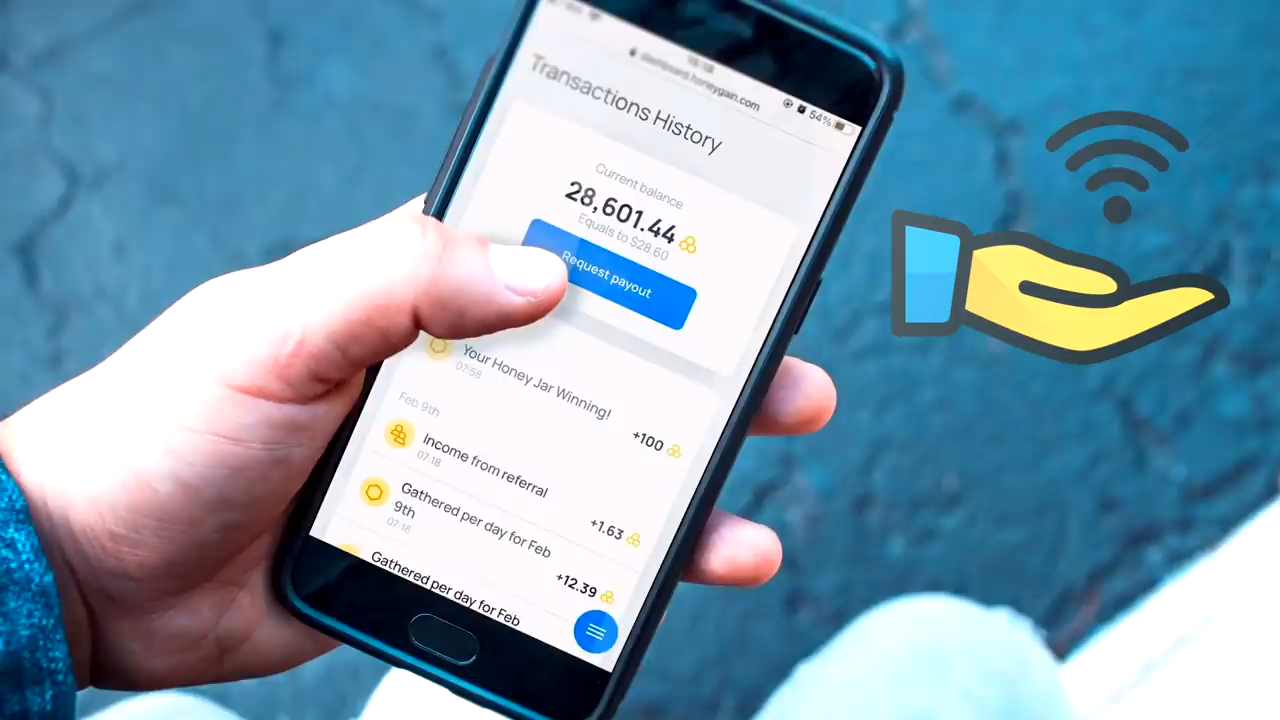 dashboard.honeygain.com
54%
Transactions History
Current balance
28,601.44
Equals to $28.60
Request payout
Your Honey Jar Winning!
07:58
+100
Feb 9th
Income from referral
07:18
+1.63
Gathered per day for Feb
9th
07:18
+12.39
Gathered per day for Feb